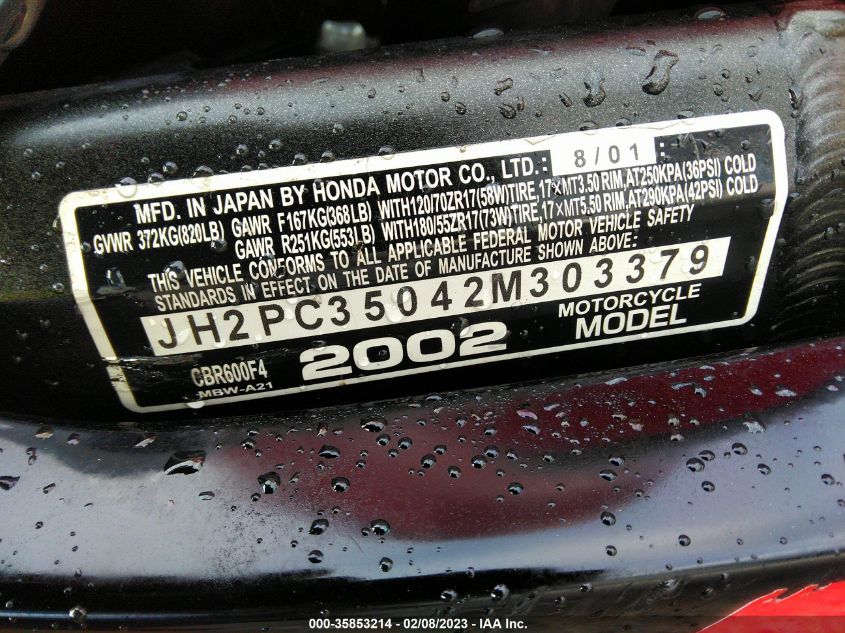 MFD. IN JAPAN BY HONDA MOTOR CO., LTD.: 8/01
GVWR 372KG(820LB) GAWR F167KG(368LB) WITH120/70ZR17(58W)TIRE,17×MT3.50 RIM,AT250KPA(36PSI) COLD
GAWR R251KG(553LB) WITH180/55ZR17(73W)TIRE,17×MT5.50 RIM,AT290KPA(42PSI) COLD
THIS VEHICLE CONFORMS TO ALL APPLICABLE FEDERAL MOTOR VEHICLE SAFETY
STANDARDS IN EFFECT ON THE DATE OF MANUFACTURE SHOWN ABOVE:
JH2PC35042M303379
CBR600F4 2002 MOTORCYCLE
MBW-A21 MODEL
000-35853214 / 02/08/2023 - IAA Inc.